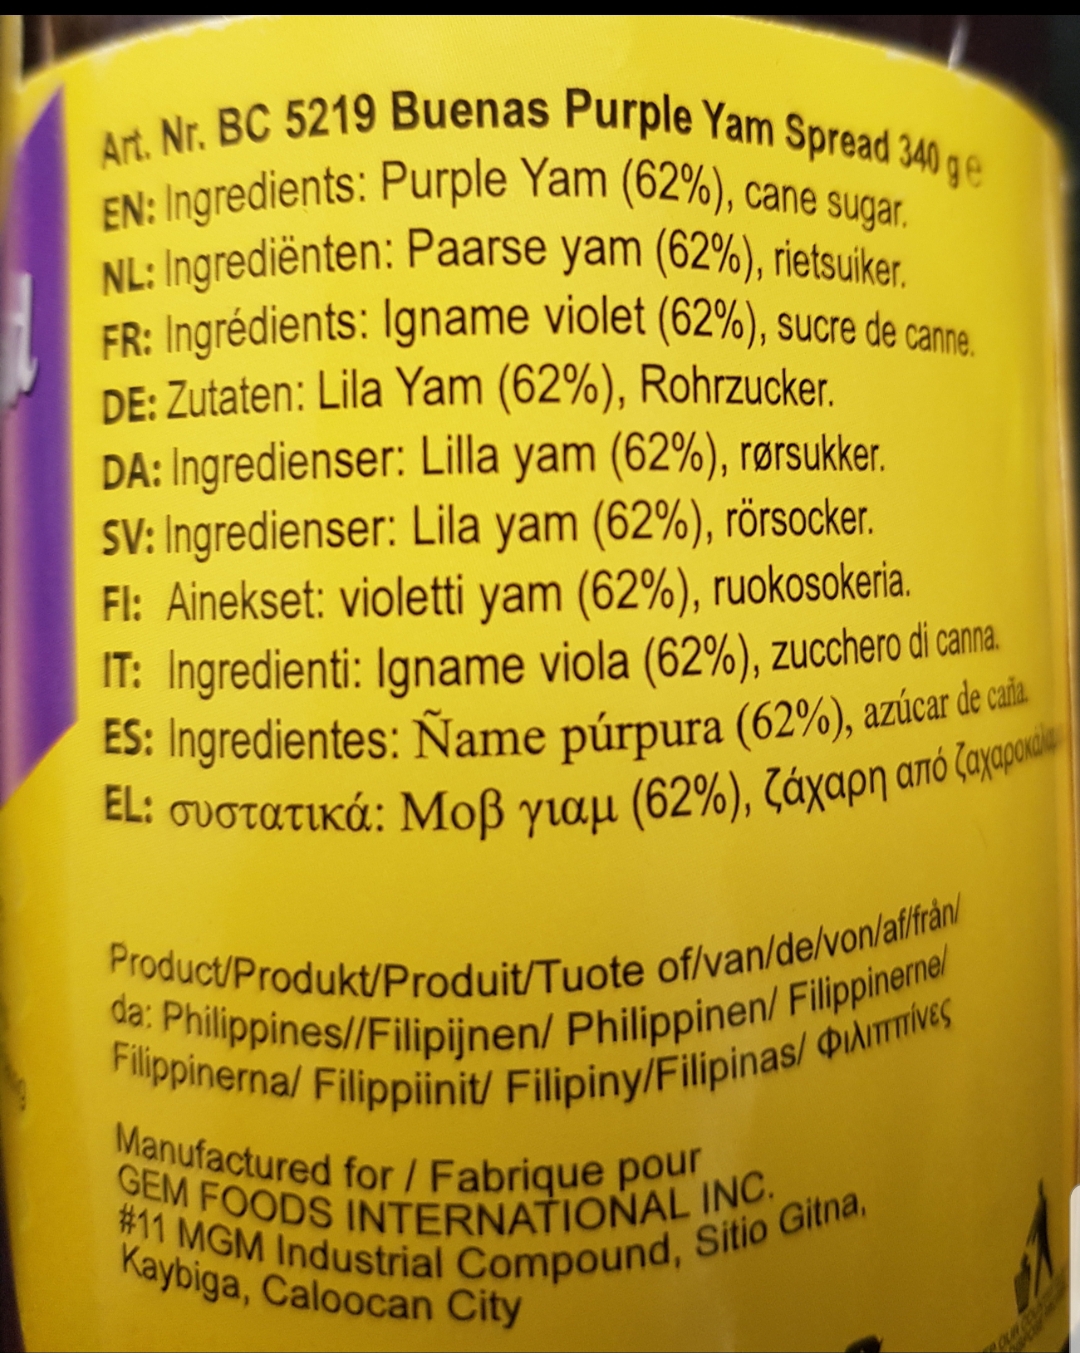 Art. Nr. BC 5219 Buenas Purple Yam Spread 340 g e
EN: Ingredients: Purple Yam (62%), cane sugar.
NL: Ingrediënten: Paarse yam (62%), rietsuiker.
FR: Ingrédients: Igname violet (62%), sucre de canne.
DE: Zutaten: Lila Yam (62%), Rohrzucker.
DA: Ingredienser: Lilla yam (62%), rørsukker.
SV: Ingredienser: Lila yam (62%), rörsocker.
FI: Ainekset: violetti yam (62%), ruokosokeria.
IT: Ingredienti: Igname viola (62%), zucchero di canna.
ES: Ingredientes: Ñame púrpura (62%), azúcar de caña.
EL: συστατικά: Μοβ γιαμ (62%), ζάχαρη από
Product/Produkt/Produit/Tuote of/van/de/von/af/från/
da: Philippines//Filipijnen/ Philippinen/ Filippinerne/
Filippinerna/ Filippiinit/ Filipiny/Filipinas/ Φιλιππίνες
Manufactured for / Fabrique pour
GEM FOODS INTERNATIONAL INC.
#11 MGM Industrial Compound, Sitio Gitna,
Kaybiga, Caloocan City